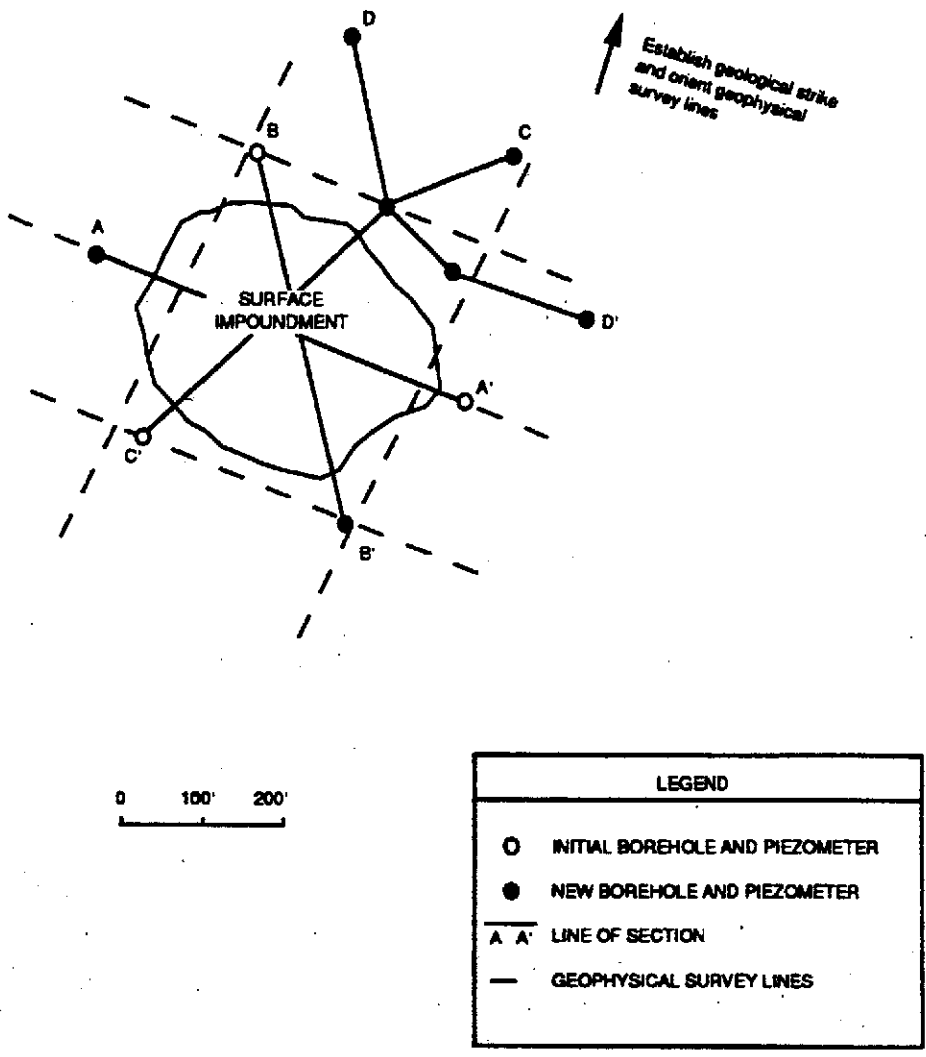 D
Establish geological strike
and orient geophysical
survey lines
B
C
A
SURFACE
IMPOUNDMENT
D'
A'
C'
B'
0 100' 200'
LEGEND
INITIAL BOREHOLE AND PIEZOMETER
NEW BOREHOLE AND PIEZOMETER
A A' LINE OF SECTION
GEOPHYSICAL SURVEY LINES